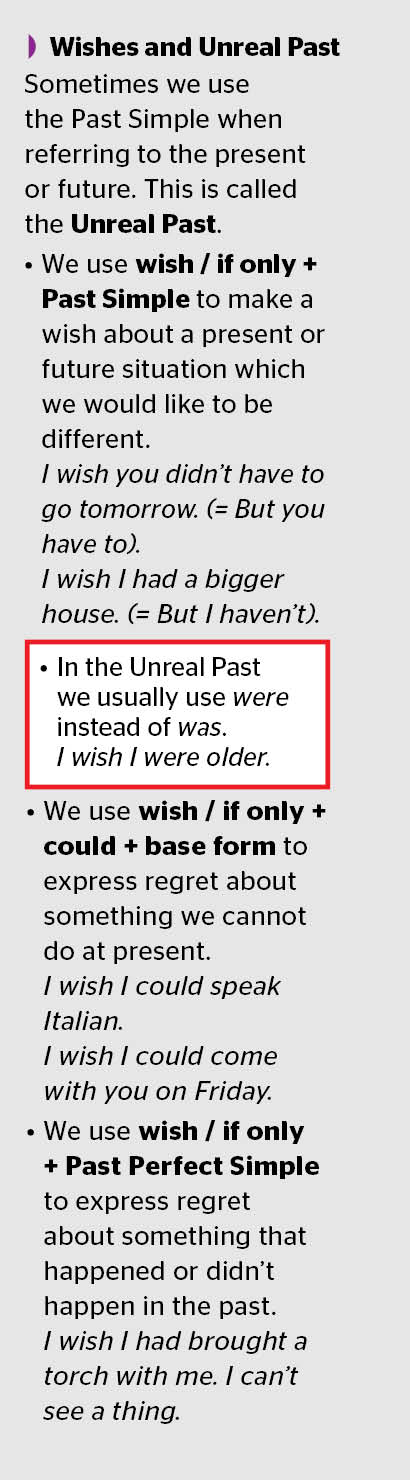 Wishes and Unreal Past
Sometimes we use
the Past Simple when
referring to the present
or future. This is called
the Unreal Past.
• We use wish / if only +
Past Simple to make a
wish about a present or
future situation which
we would like to be
different.
I wish you didn't have to
go tomorrow. (= But you
have to).
I wish I had a bigger
house. (= But I haven't).
• In the Unreal Past
we usually use were
instead of was.
I wish I were older.
• We use wish / if only +
could + base form to
express regret about
something we cannot
do at present.
I wish I could speak
Italian.
I wish I could come
with you on Friday.
• We use wish / if only
+ Past Perfect Simple
to express regret
about something that
happened or didn't
happen in the past.
I wish I had brought a
torch with me. I can't
see a thing.